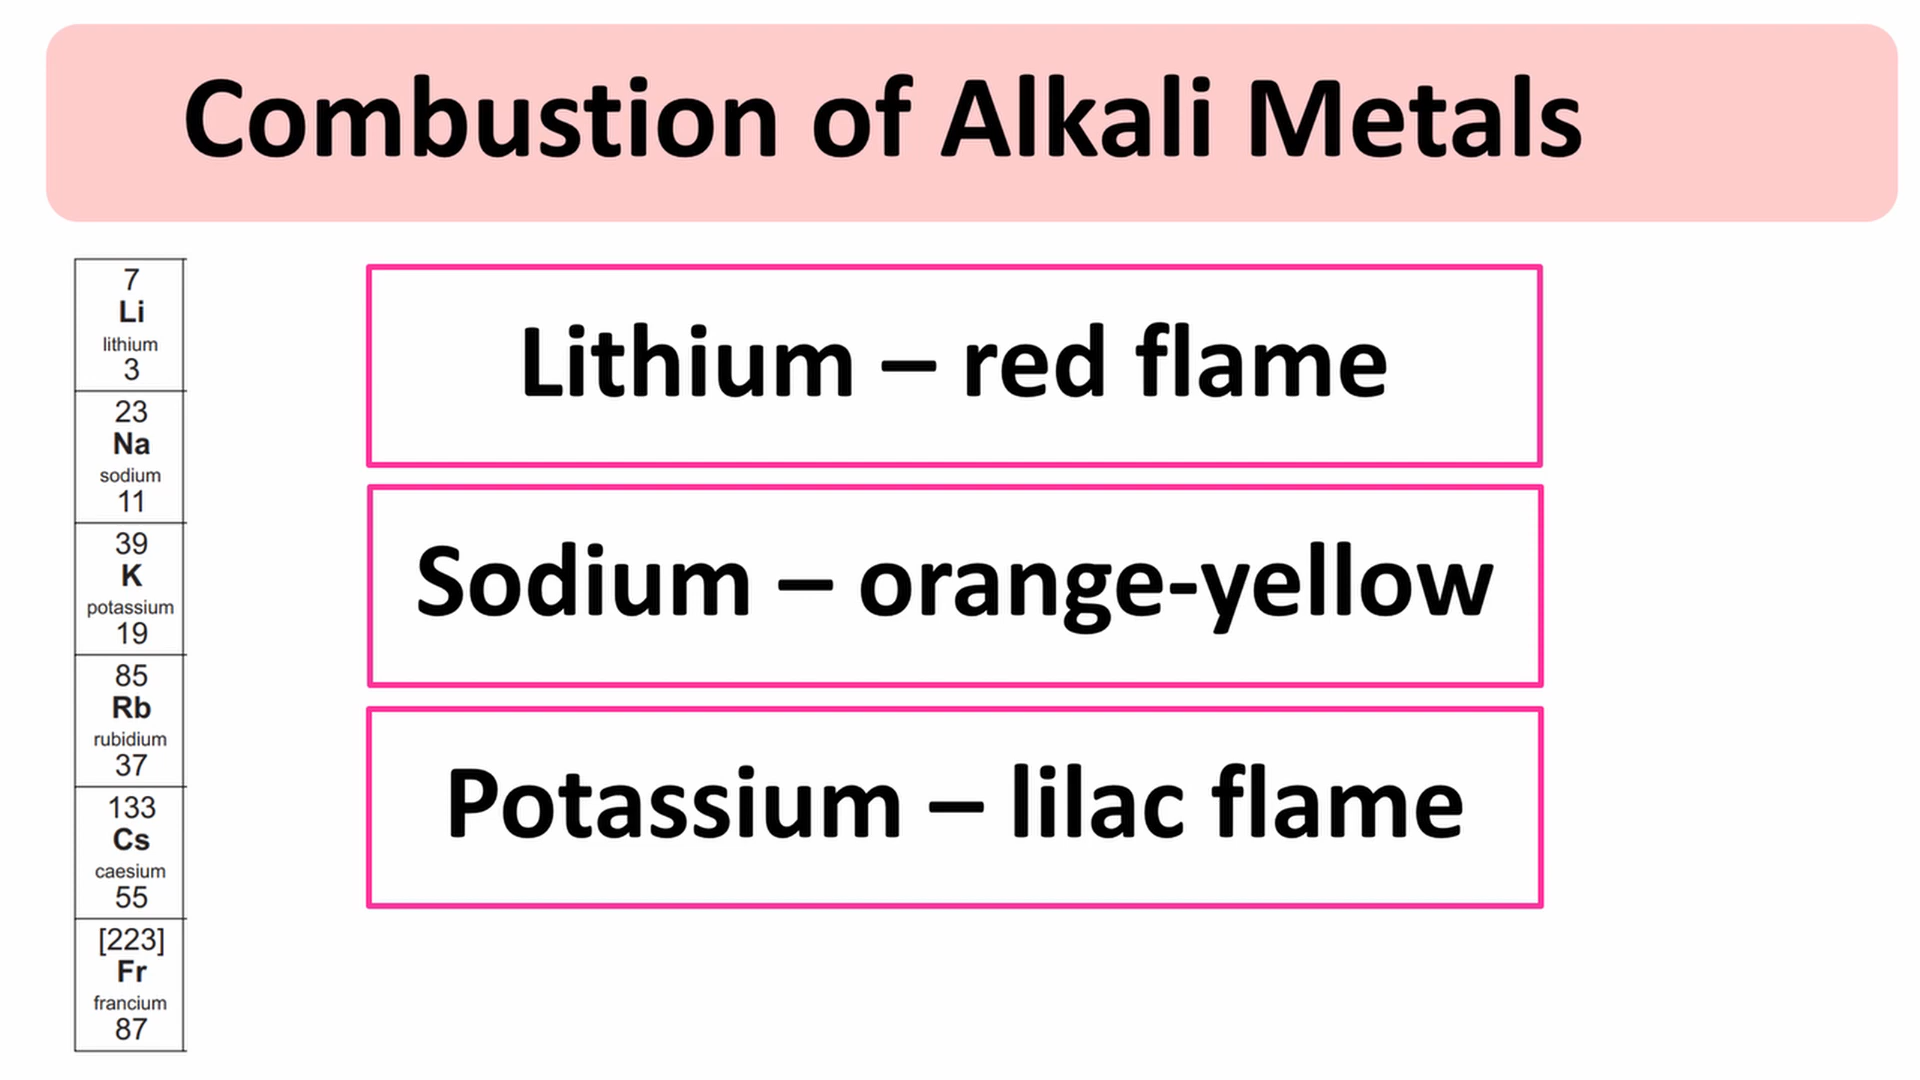 Combustion of Alkali Metals
7
Li
lithium
3
23
Na
sodium
11
39
K
potassium
19
85
Rb
rubidium
37
133
Cs
caesium
55
[223]
Fr
francium
87
Lithium – red flame
Sodium – orange-yellow
Potassium – lilac flame